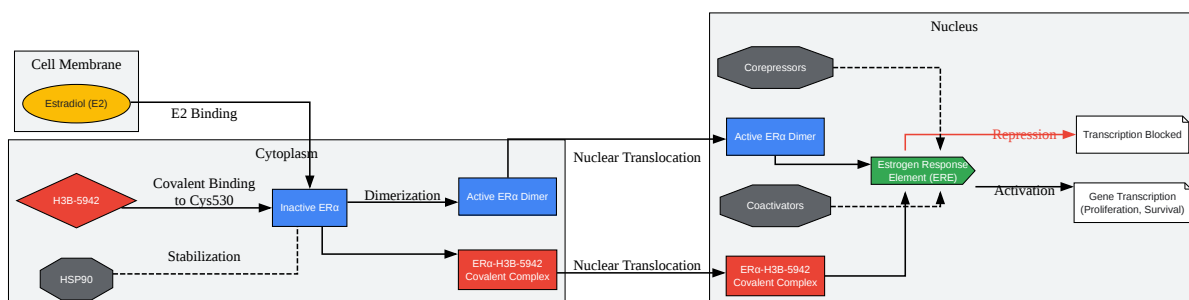 Nucleus
Cell Membrane
Corepressors
Estradiol (E2)
E2 Binding
Repression
Transcription Blocked
Active ERα Dimer
Cytoplasm
Nuclear Translocation
Estrogen Response
Element (ERE)
Covalent Binding
to Cys530
H3B-5942
Inactive ERα
Dimerization
Active ERα Dimer
Activation
Gene Transcription
(Proliferation, Survival)
Coactivators
Stabilization
HSP90
ERα-H3B-5942
Covalent Complex
Nuclear Translocation
ERα-H3B-5942
Covalent Complex